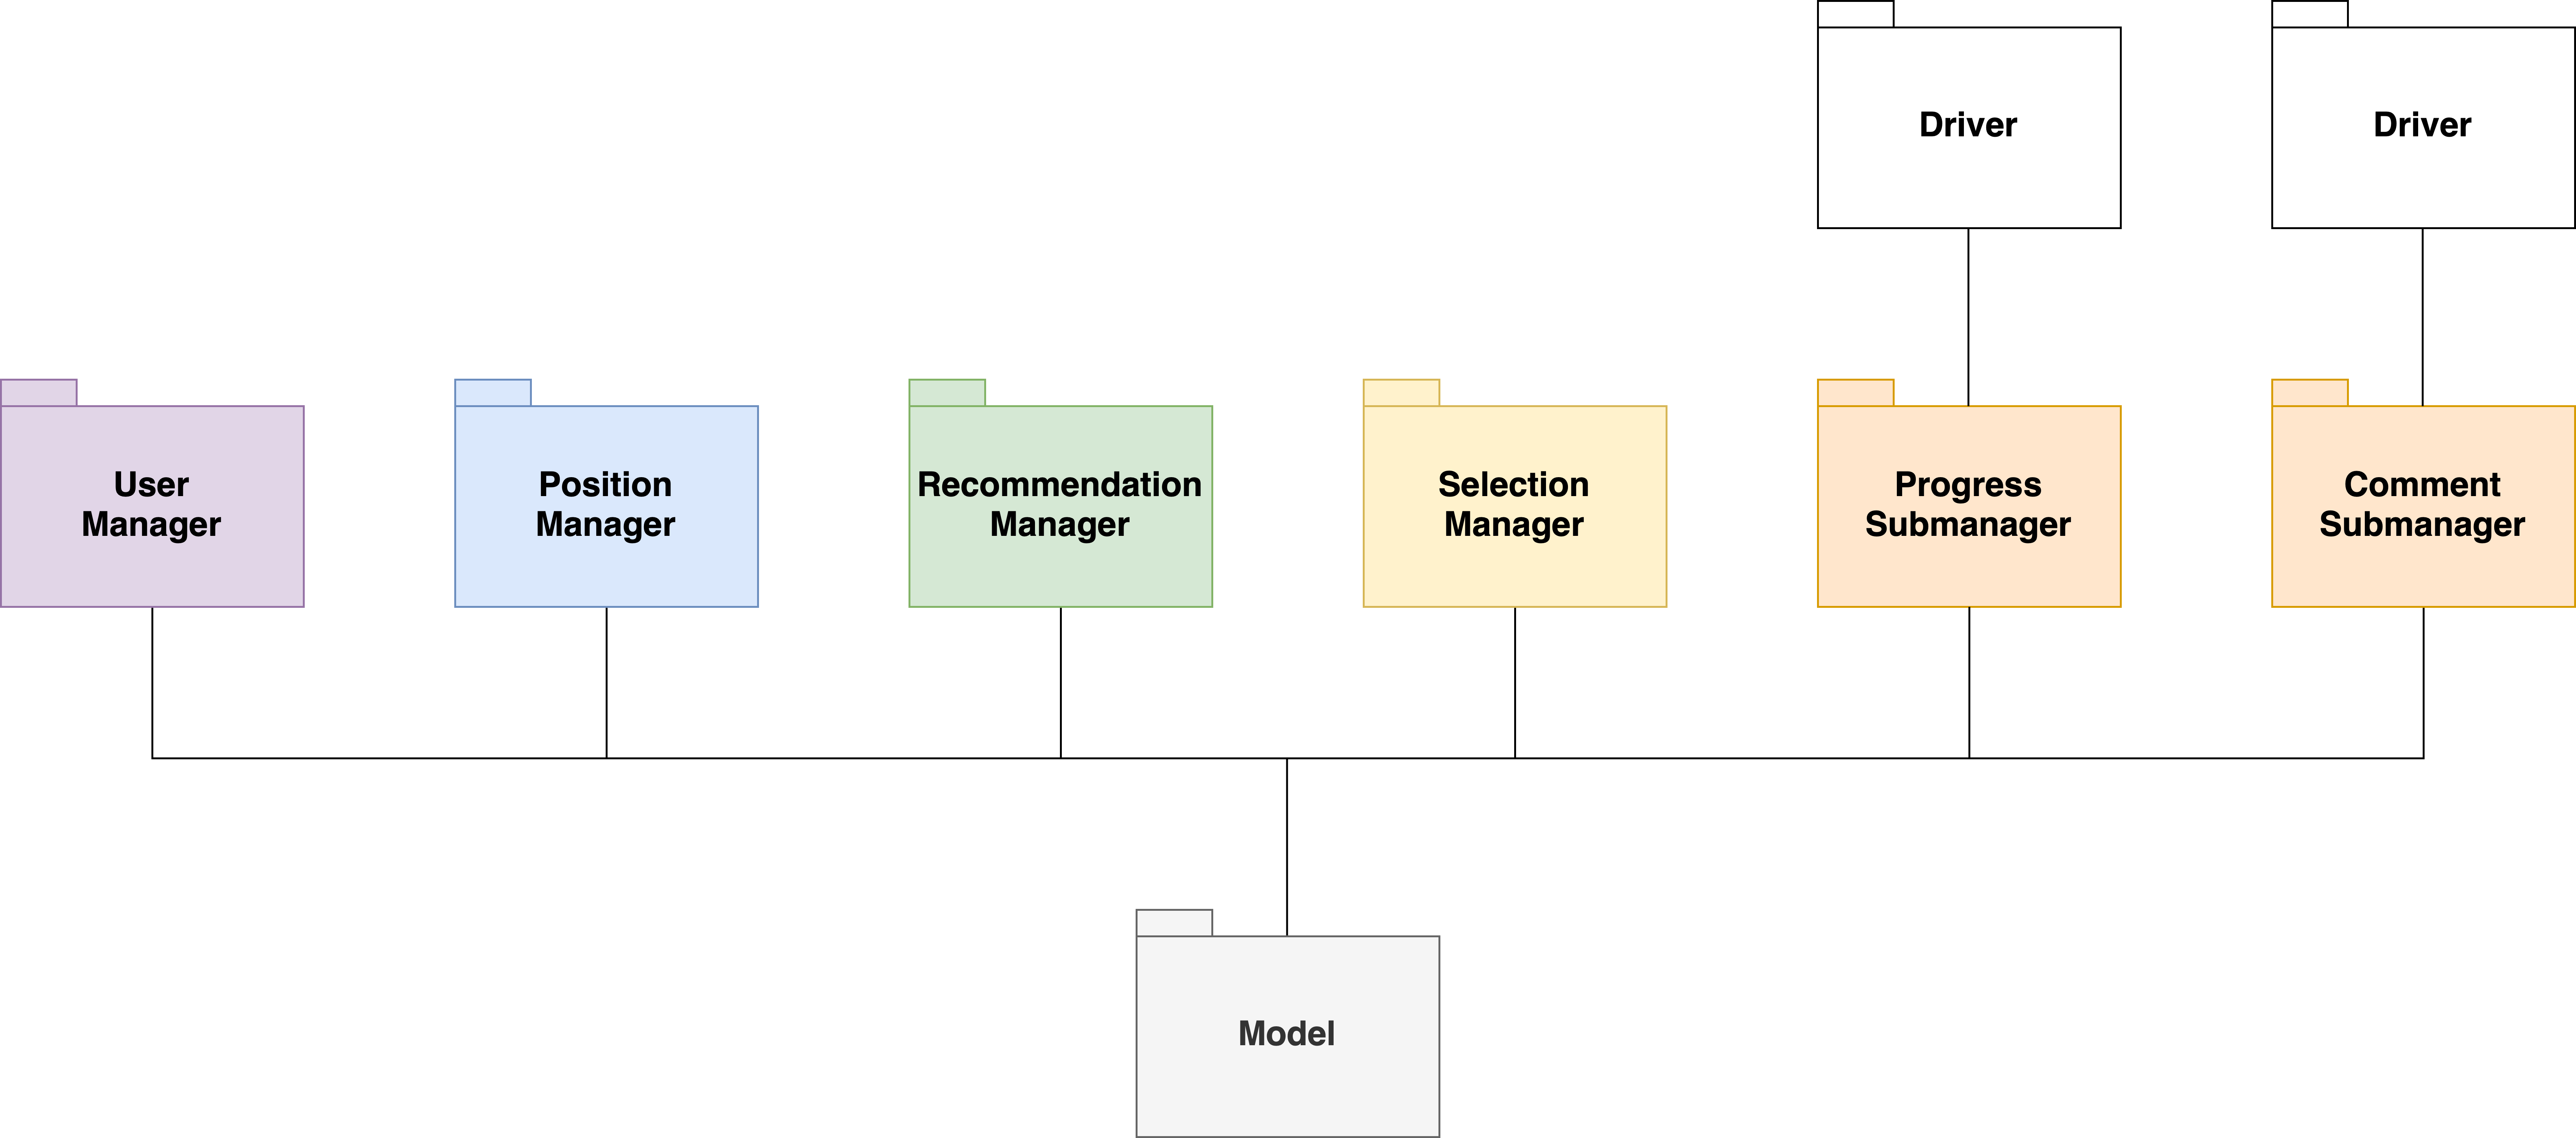 Driver
Driver
User
Manager
Position
Manager
Recommendation
Manager
Selection
Manager
Progress
Submanager
Comment
Submanager
Model